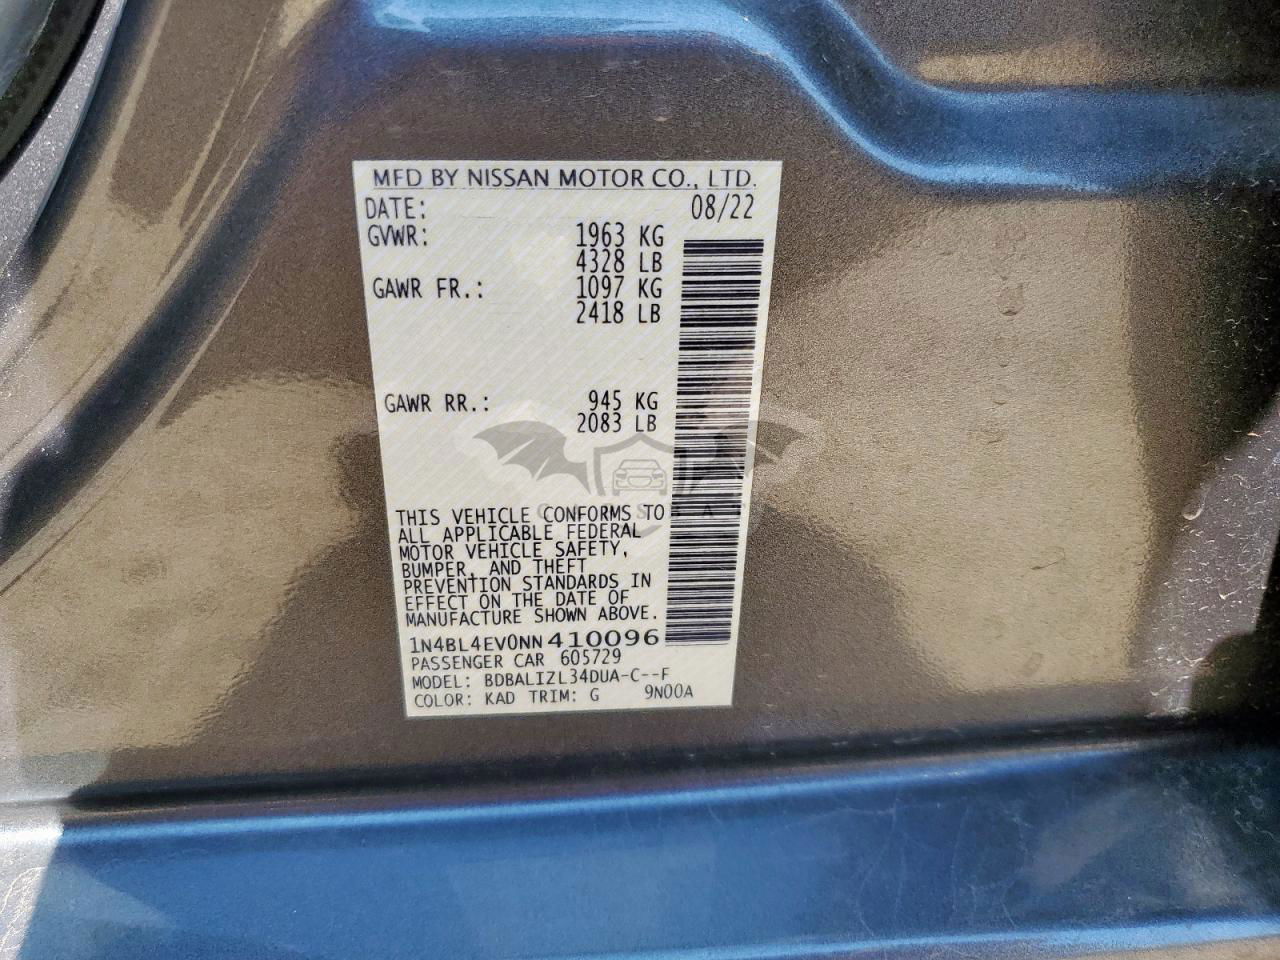 MFD BY NISSAN MOTOR CO., LTD.
DATE: 08/22
GVWR: 1963 KG
4328 LB
GAWR FR.: 1097 KG
2418 LB
GAWR RR.: 945 KG
2083 LB
THIS VEHICLE CONFORMS TO
ALL APPLICABLE FEDERAL
MOTOR VEHICLE SAFETY,
BUMPER, AND THEFT
PREVENTION STANDARDS IN
EFFECT ON THE DATE OF
MANUFACTURE SHOWN ABOVE.
1N4BL4EV0NN410096
PASSENGER CAR 605729
MODEL: BDBALIZL34DUA-C--F
COLOR: KAD TRIM: G 9N00A